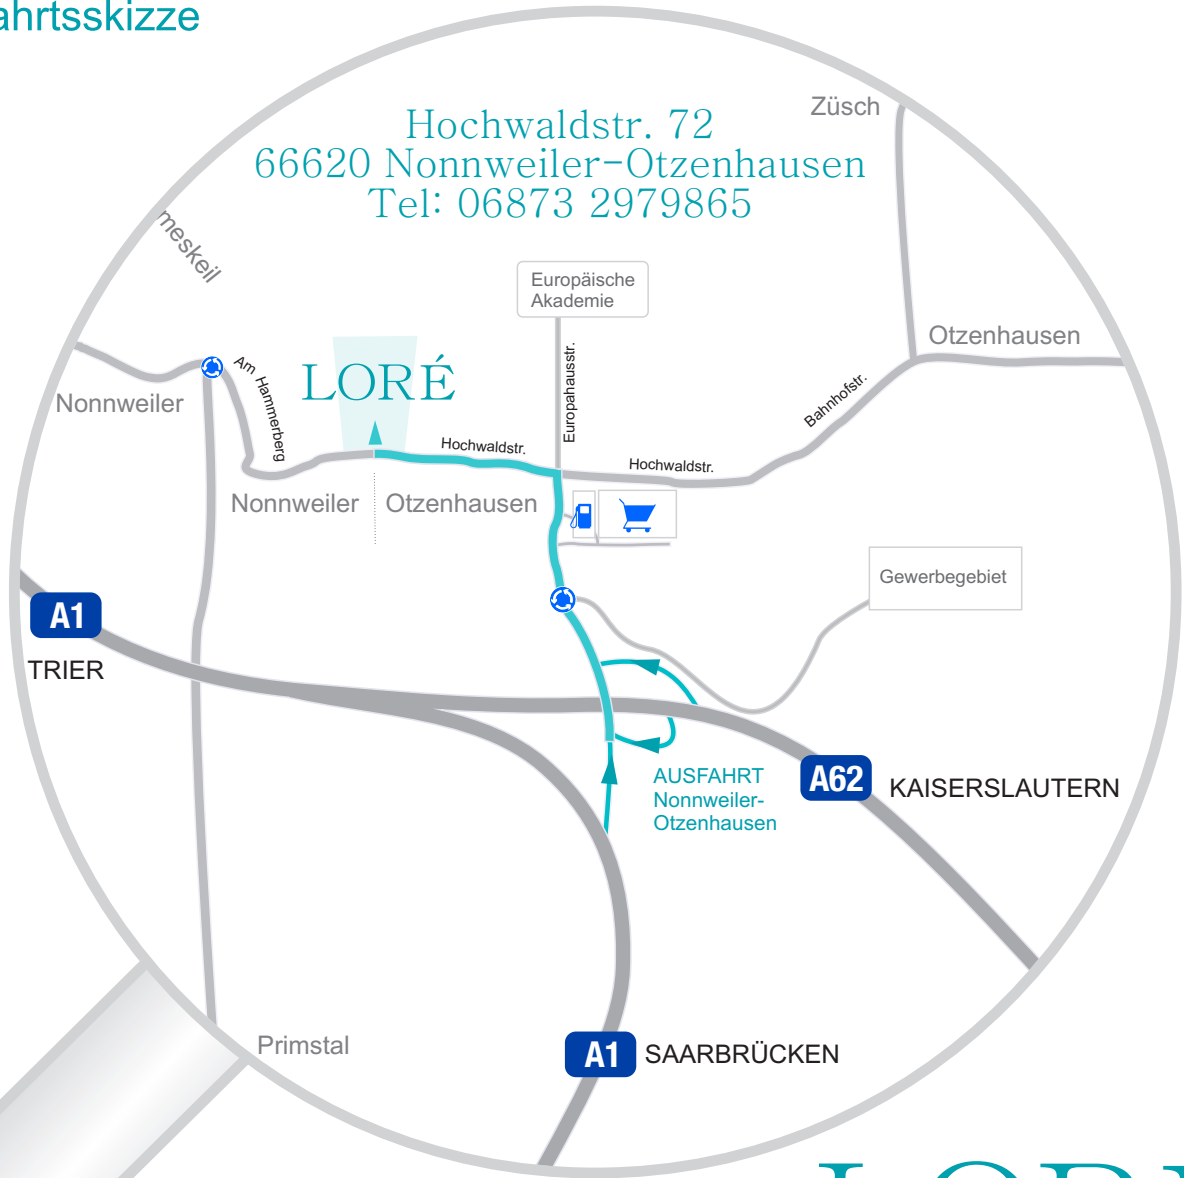 ahrtsskizze
Hochwaldstr. 72
66620 Nonnweiler-Otzenhausen
Tel: 06873 2979865
Züsch
meskeil
Europäische
Akademie
Otzenhausen
Nonnweiler
Am Hammerberg
LORÉ
Europahausstr.
Bahnhofstr.
Hochwaldstr.
Hochwaldstr.
Nonnweiler
Otzenhausen
Gewerbegebiet
A1
TRIER
AUSFAHRT
Nonnweiler-
Otzenhausen
A62
KAISERSLAUTERN
Primstal
A1
SAARBRÜCKEN